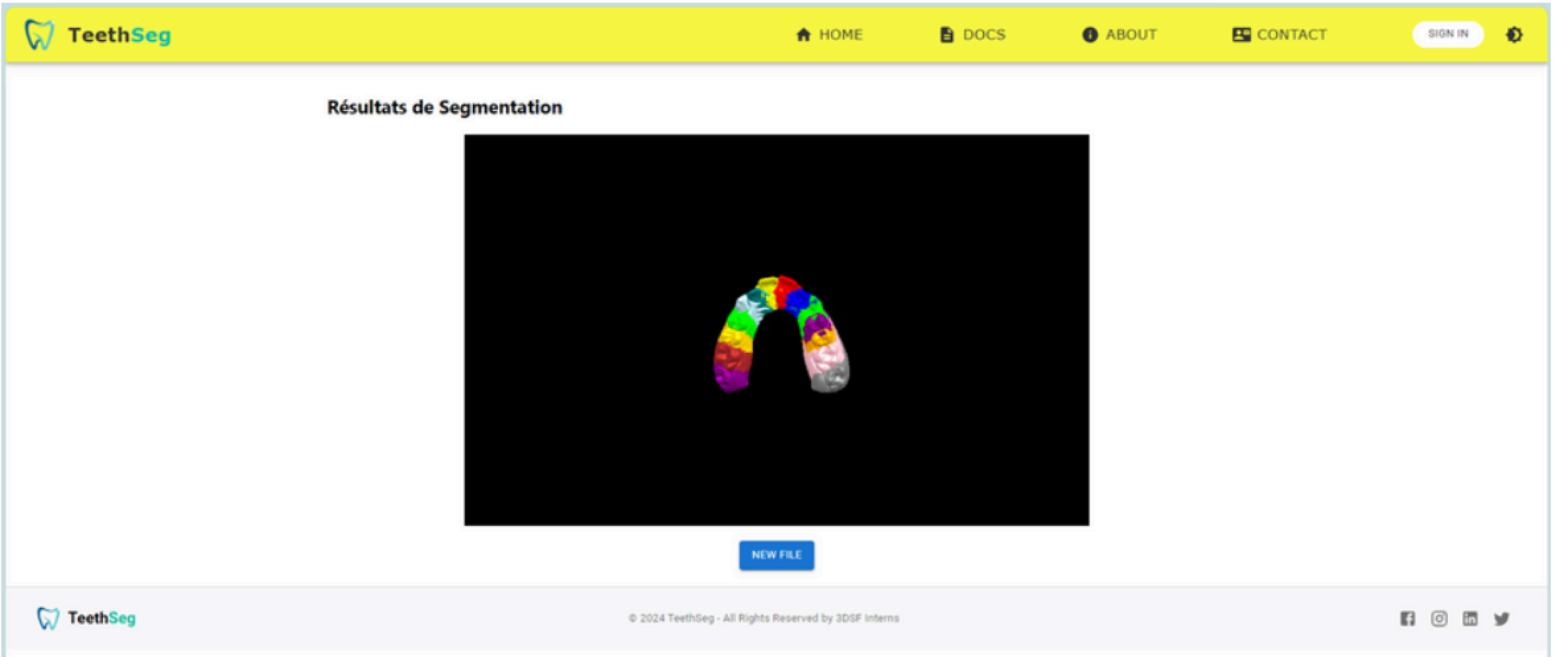 TeethSeg
HOME
DOCS
ABOUT
CONTACT
SIGN IN
Résultats de Segmentation
NEW FILE
TeethSeg
© 2024 TeethSeg - All Rights Reserved by 3DSF Interns